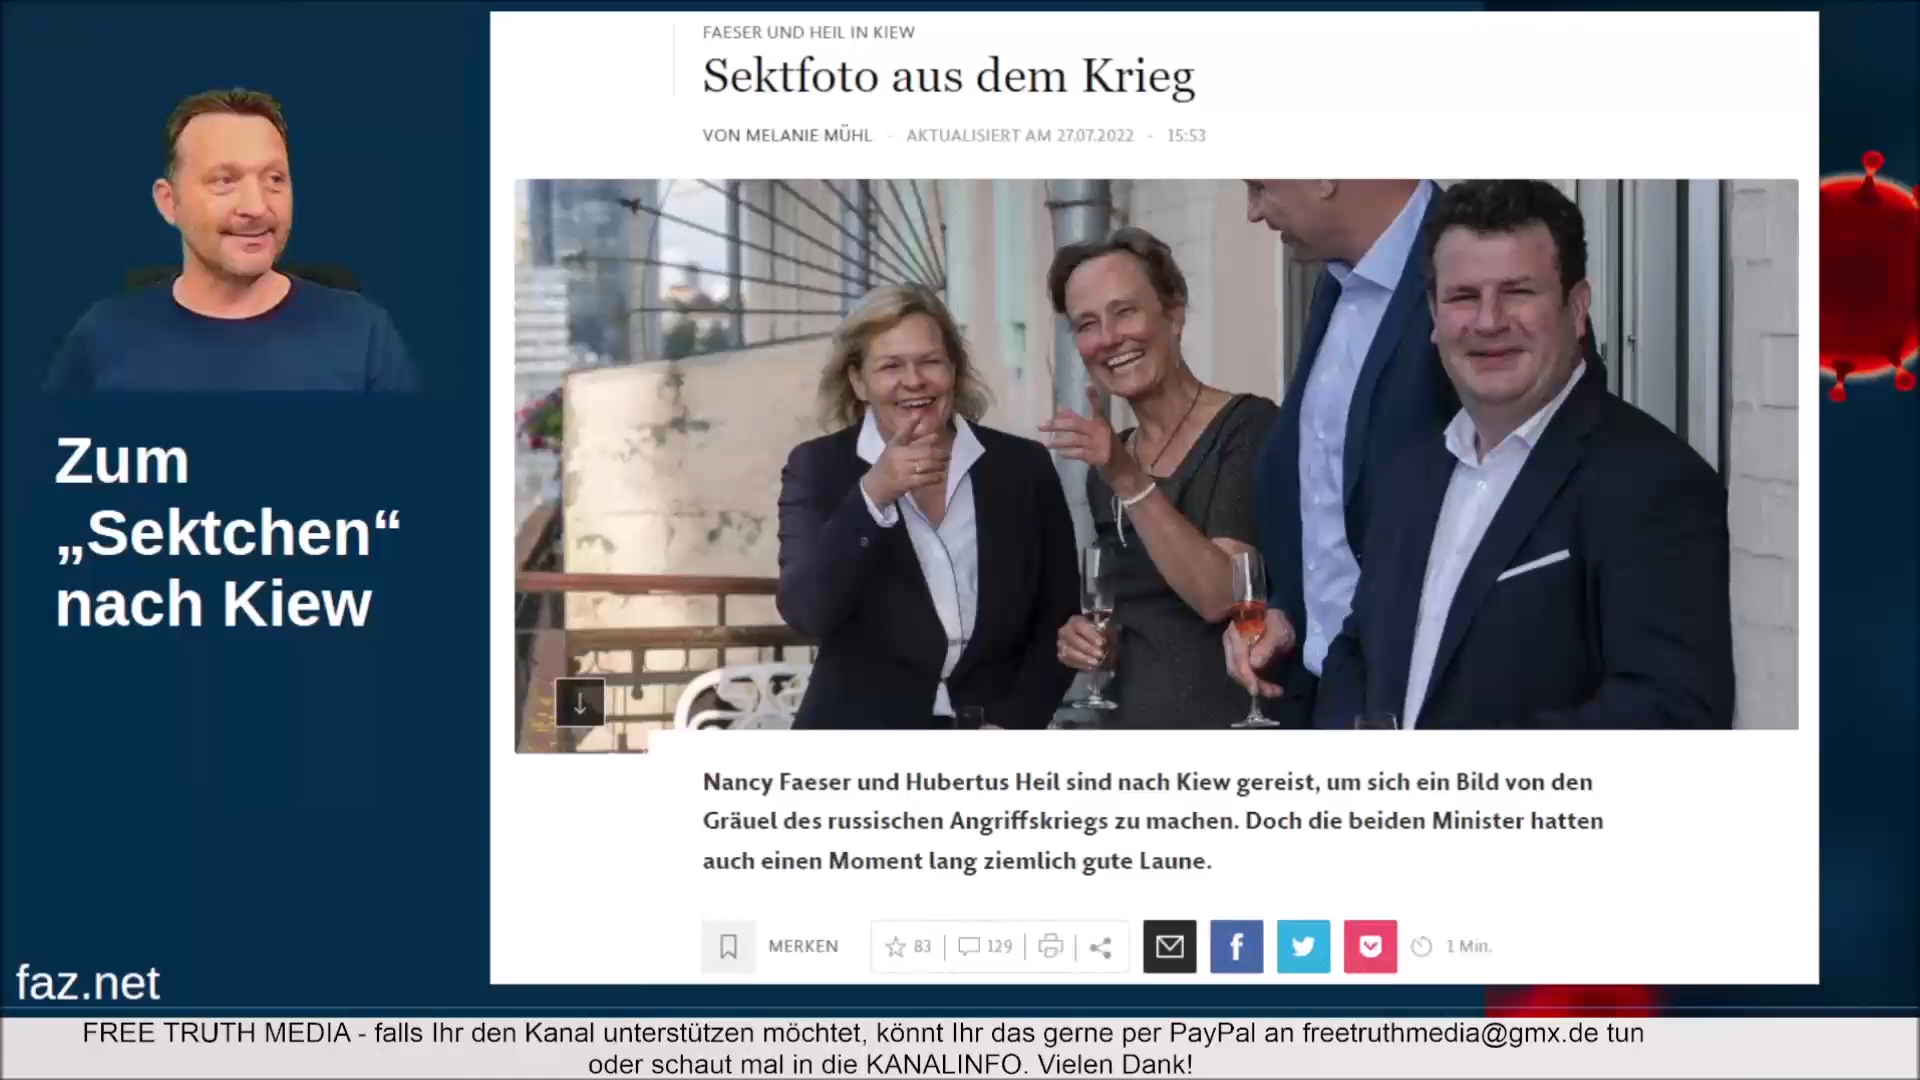 FAESER UND HEIL IN KIEW
Sektfoto aus dem Krieg
VON MELANIE MÜHL - AKTUALISIERT AM 27.07.2022 - 15:53
Zum
„Sektchen“
nach Kiew
Nancy Faeser und Hubertus Heil sind nach Kiew gereist, um sich ein Bild von den
Gräuel des russischen Angriffskriegs zu machen. Doch die beiden Minister hatten
auch einen Moment lang ziemlich gute Laune.
MERKEN 83 129 1 Min.
faz.net
FREE TRUTH MEDIA - falls Ihr den Kanal unterstützen möchtet, könnt Ihr das gerne per PayPal an freetruthmedia@gmx.de tun
oder schaut mal in die KANALINFO. Vielen Dank!